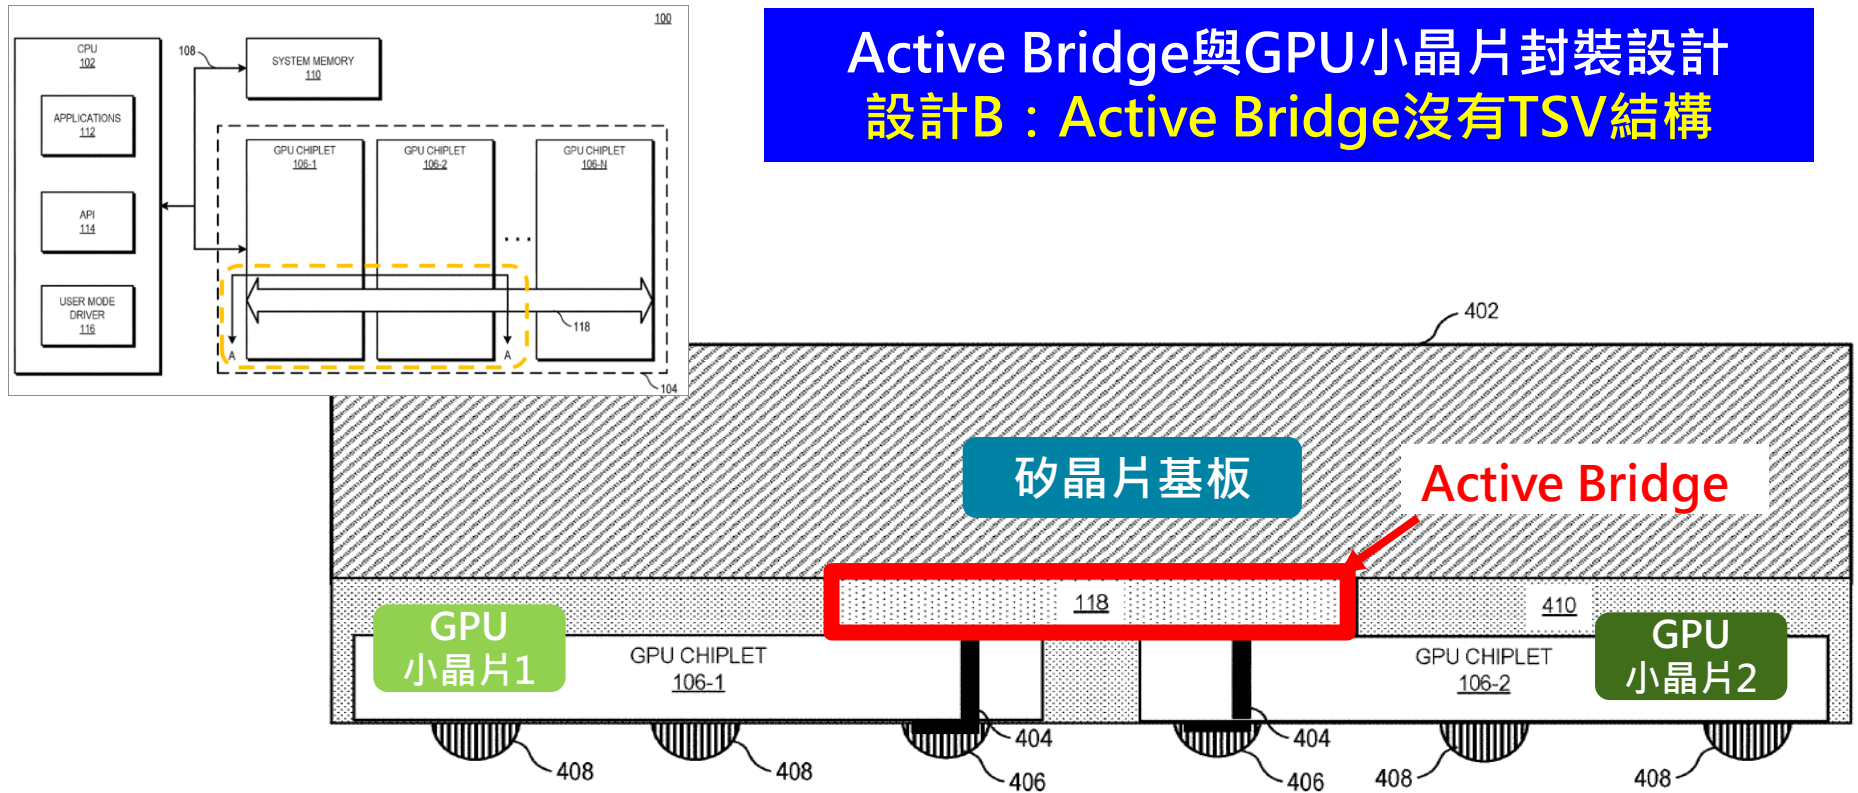 100
CPU
102
108
SYSTEM MEMORY
110
APPLICATIONS
112
API
114
USER MODE
DRIVER
116
GPU CHIPLET
106-1
GPU CHIPLET
106-2
...
GPU CHIPLET
106-N
118
A
A
104
Active Bridge與GPU小晶片封裝設計
設計B：Active Bridge沒有TSV結構
402
矽晶片基板
Active Bridge
118
410
GPU
小晶片1
GPU CHIPLET
106-1
GPU CHIPLET
106-2
GPU
小晶片2
404
404
408
408
406
406
408
408